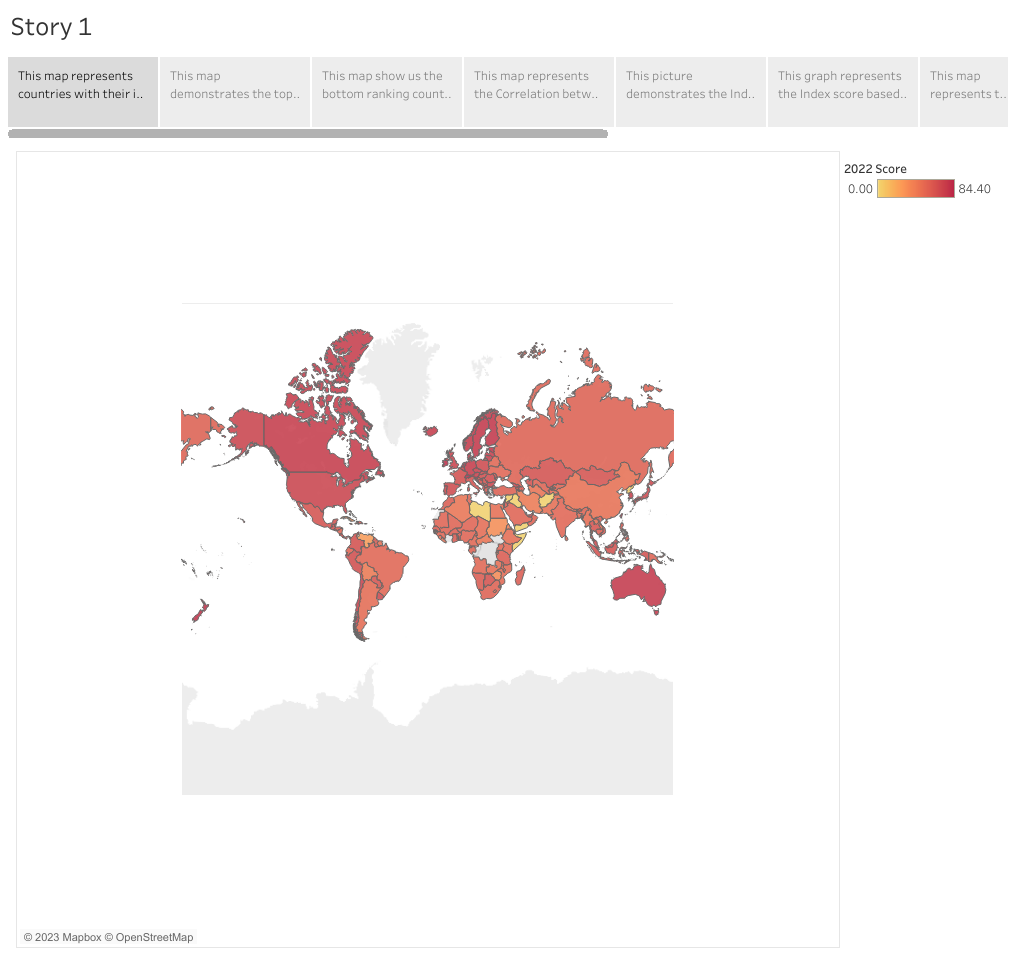 Story 1
This map represents
countries with their i..
This map
demonstrates the top..
This map show us the
bottom ranking count..
This map represents
the Correlation betw..
This picture
demonstrates the Ind..
This graph represents
the Index score based..
This map
represents t..
2022 Score
0.00
84.40
© 2023 Mapbox © OpenStreetMap